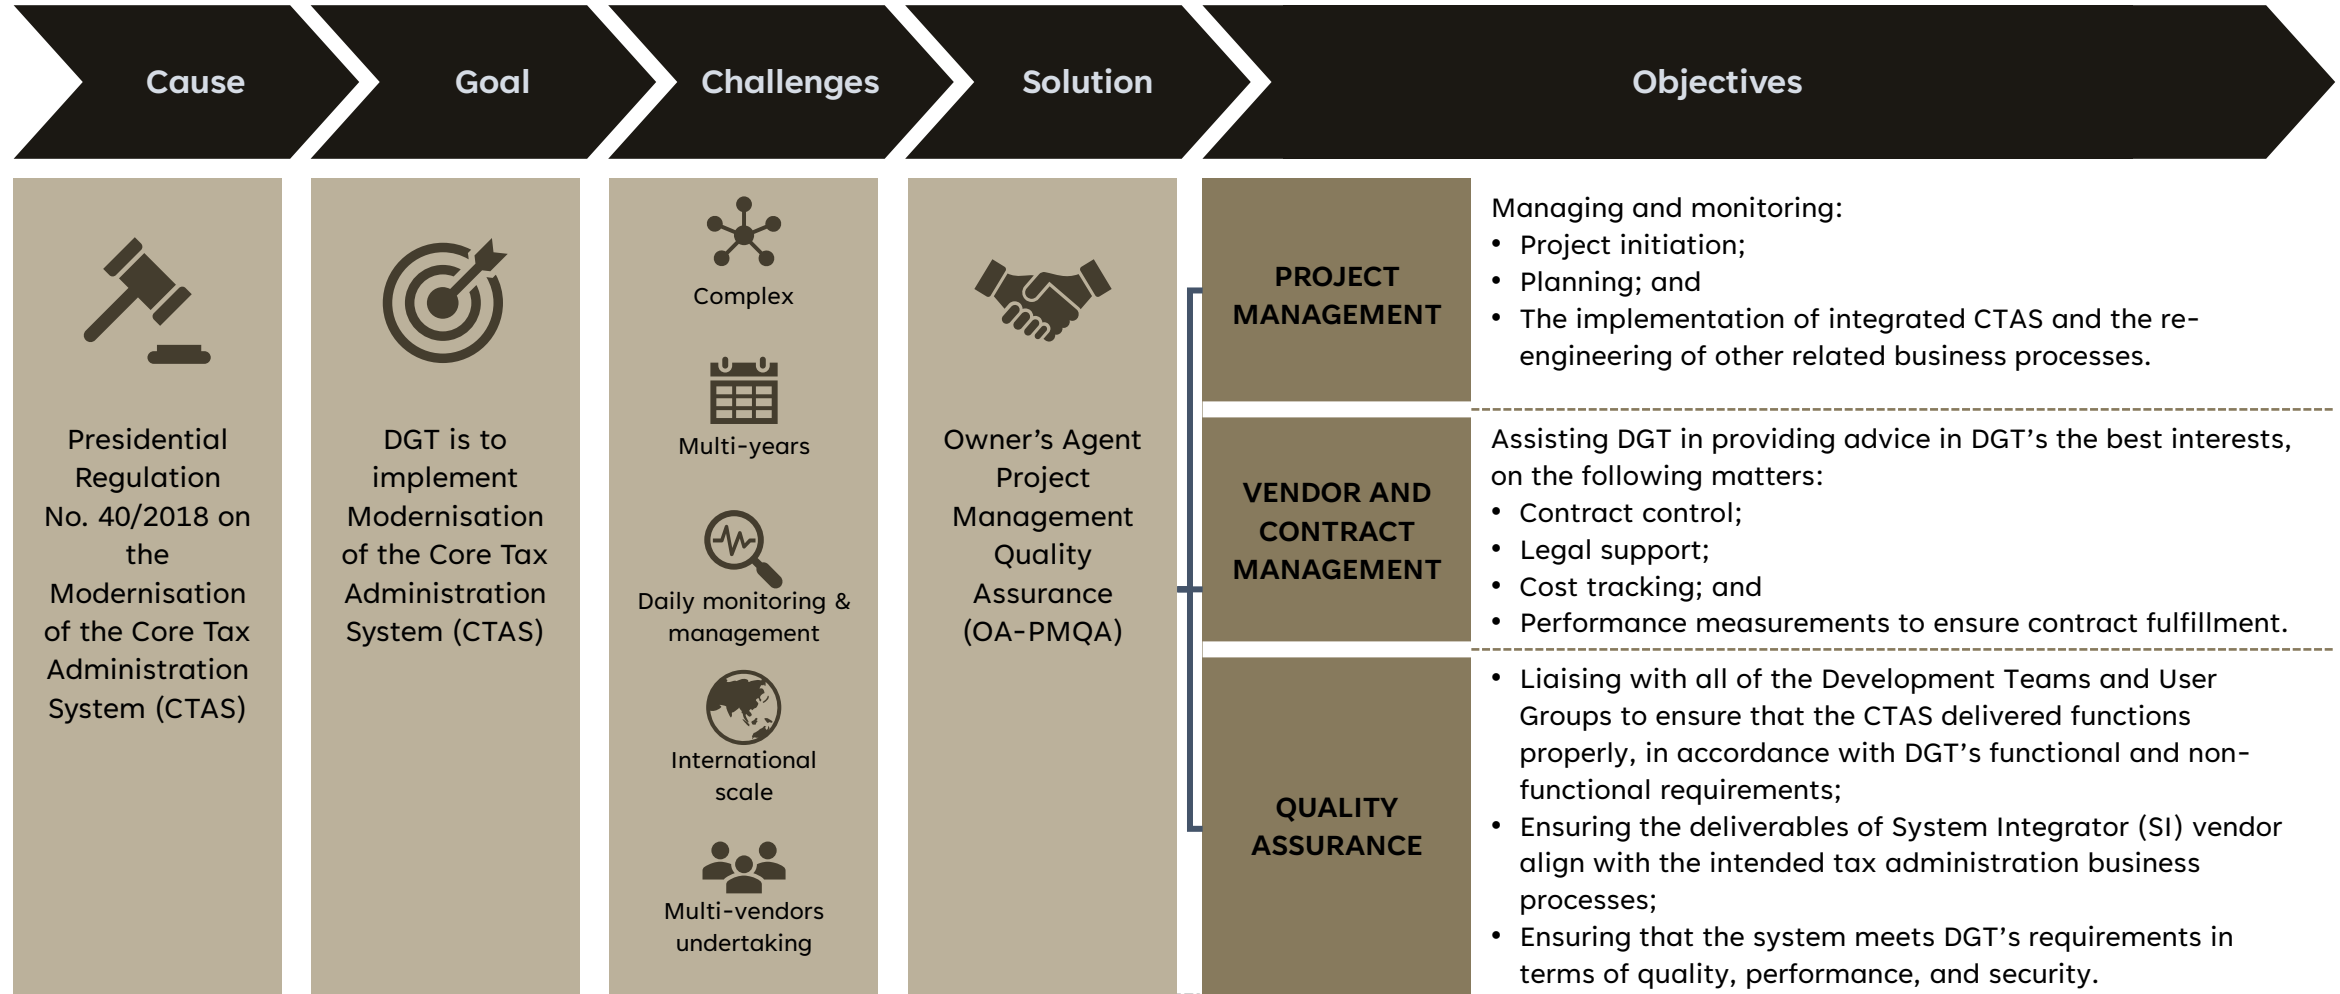 Cause
Goal
Challenges
Solution
Objectives
Presidential
Regulation
No. 40/2018 on
the
Modernisation
of the Core Tax
Administration
System (CTAS)
DGT is to
implement
Modernisation
of the Core Tax
Administration
System (CTAS)
Complex
Multi-years
Daily monitoring &
management
International
scale
Multi-vendors
undertaking
Owner’s Agent
Project
Management
Quality
Assurance
(OA-PMQA)
PROJECT
MANAGEMENT
Managing and monitoring:
• Project initiation;
• Planning; and
• The implementation of integrated CTAS and the re-
engineering of other related business processes.
VENDOR AND
CONTRACT
MANAGEMENT
Assisting DGT in providing advice in DGT’s the best interests,
on the following matters:
• Contract control;
• Legal support;
• Cost tracking; and
• Performance measurements to ensure contract fulfillment.
QUALITY
ASSURANCE
• Liaising with all of the Development Teams and User
Groups to ensure that the CTAS delivered functions
properly, in accordance with DGT’s functional and non-
functional requirements;
• Ensuring the deliverables of System Integrator (SI) vendor
align with the intended tax administration business
processes;
• Ensuring that the system meets DGT’s requirements in
terms of quality, performance, and security.